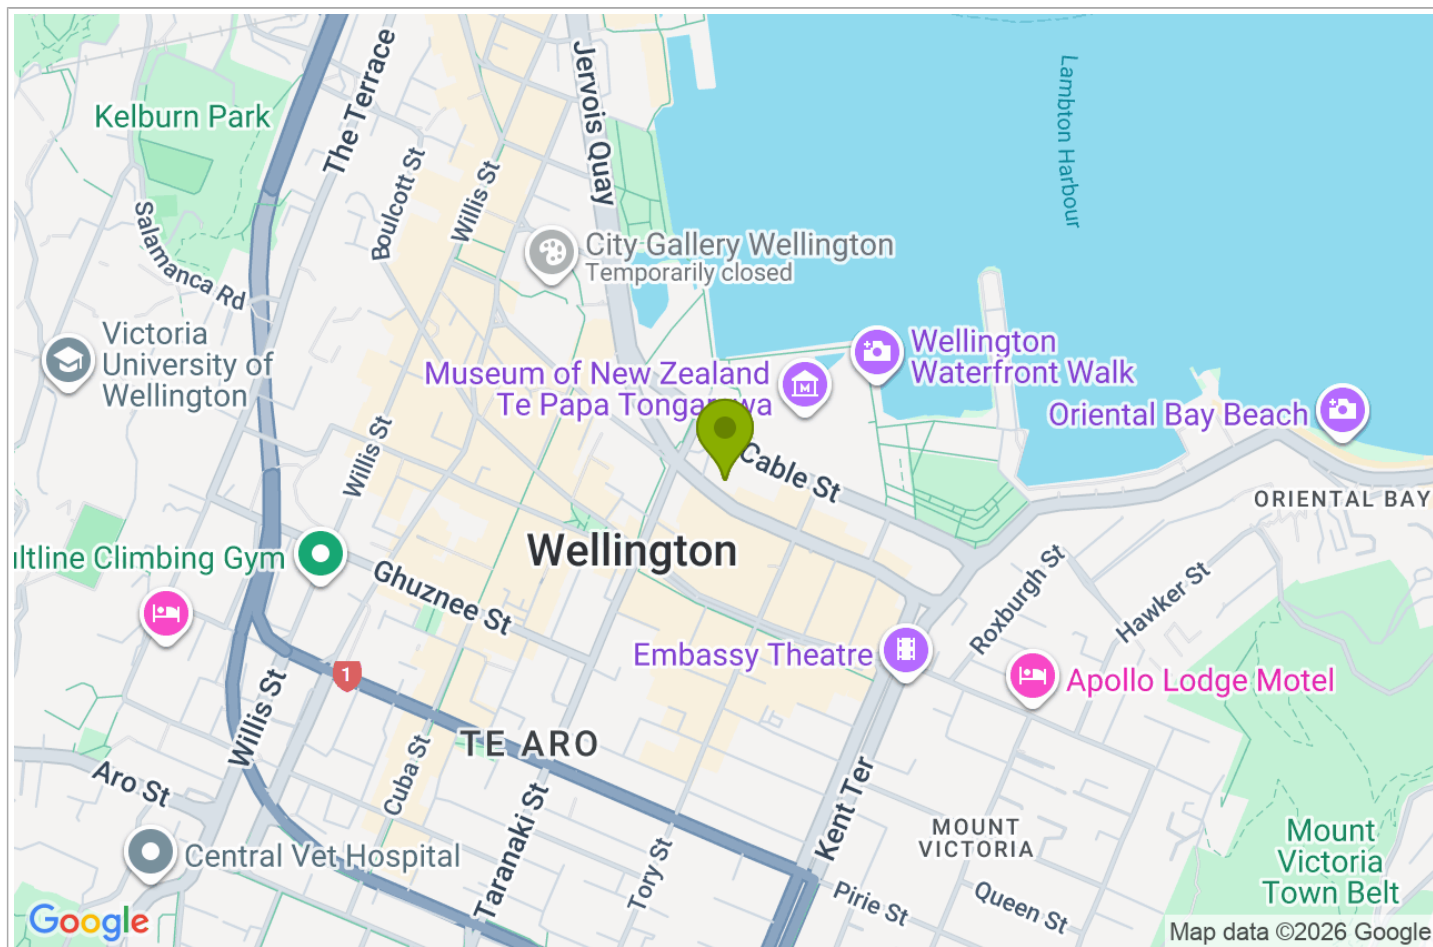 Kelburn Park
The Terrace
Boulcott St
Willis St
Jervois Quay
Lambton Harbour
Salamanca Rd
City Gallery Wellington
Temporarily closed
Victoria
University of
Wellington
Museum of New Zealand
Te Papa Tongarewa
Wellington
Waterfront Walk
Oriental Bay Beach
Willis St
Cable St
ORIENTAL BAY
Wellington
ultline Climbing Gym
Ghuznee St
Roxburgh St
Hawker St
Embassy Theatre
Apollo Lodge Motel
1
Willis St
TE ARO
Cuba St
Aro St
Taranaki St
Tory St
Kent Ter
MOUNT
VICTORIA
Mount
Victoria
Town Belt
Central Vet Hospital
Pirie St
Queen St
Google
Map data ©2026 Google